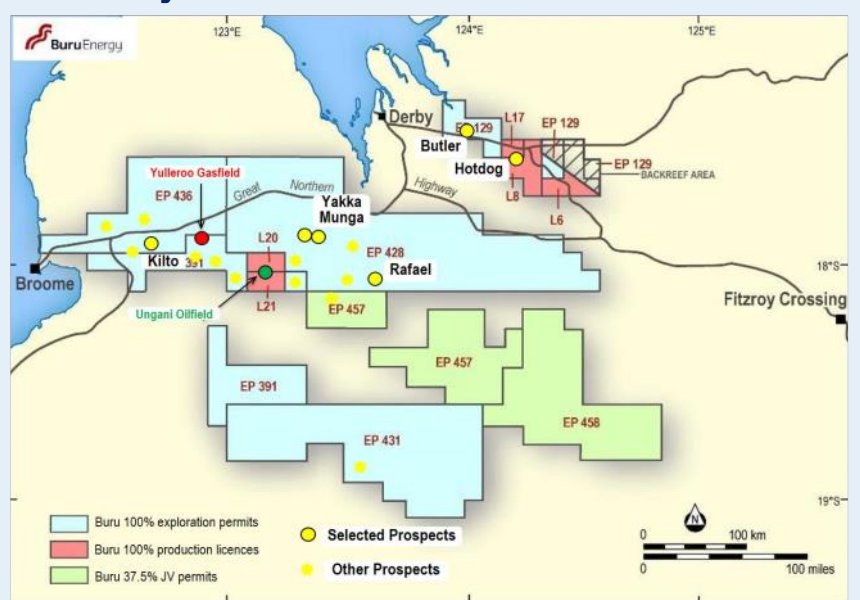 BuruEnergy
123°E
124°E
125°E
Derby
EP 129
L17
EP 129
Butler
Hotdog
EP 129
BACKREEF AREA
L8
L6
Yulleroo Gasfield
EP 436
Great
Northern
Highway
Yakka
Munga
L20
EP 428
Kilto
391
Rafael
18°S
Broome
Ungani Oilfield
L21
EP 457
Fitzroy Crossing
EP 457
EP 391
EP 458
EP 431
19°S
N
Buru 100% exploration permits
Buru 100% production licences
Buru 37.5% JV permits
Selected Prospects
Other Prospects
0
100 km
0
100 miles